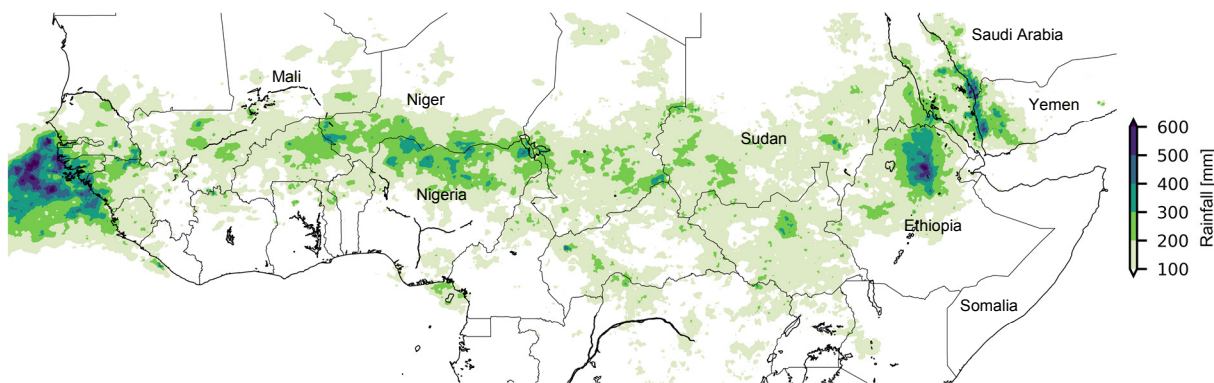 Saudi Arabia
Mali
Niger
Yemen
Sudan
Nigeria
Ethiopia
Somalia
600
500
400
300
200
100
Rainfall [mm]